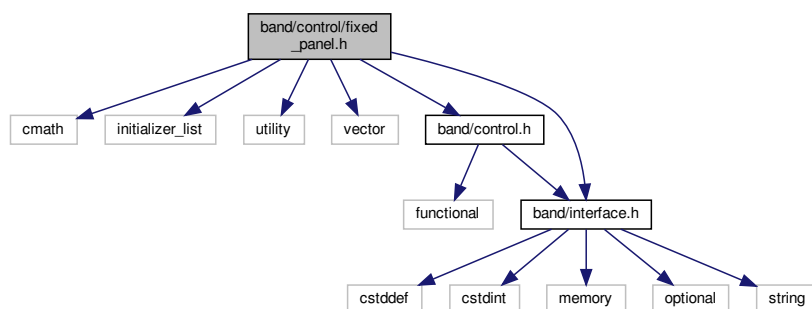 band/control/fixed
_panel.h
cmath
initializer_list
utility
vector
band/control.h
functional
band/interface.h
cstddef
cstdint
memory
optional
string